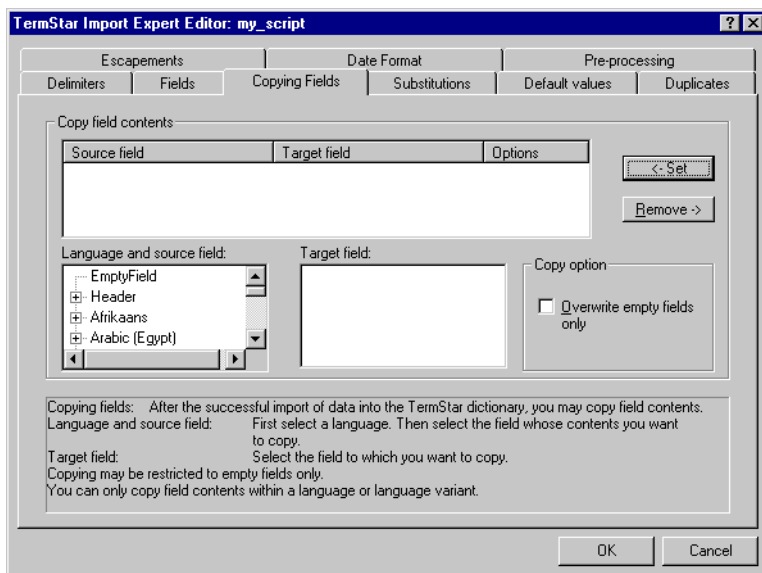 TermStar Import Expert Editor: my_script
Escapements Date Format Pre-processing
Delimiters Fields Copying Fields Substitutions Default values Duplicates
Copy field contents
Source field Target field Options
<- Set
Remove ->
Language and source field: Target field:
EmptyField
Header
Afrikaans
Arabic (Egypt)
Copy option
Overwrite empty fields
only
Copying fields: After the successful import of data into the TermStar dictionary, you may copy field contents.
Language and source field: First select a language. Then select the field whose contents you want
to copy.
Target field: Select the field to which you want to copy.
Copying may be restricted to empty fields only.
You can only copy field contents within a language or language variant.
OK Cancel